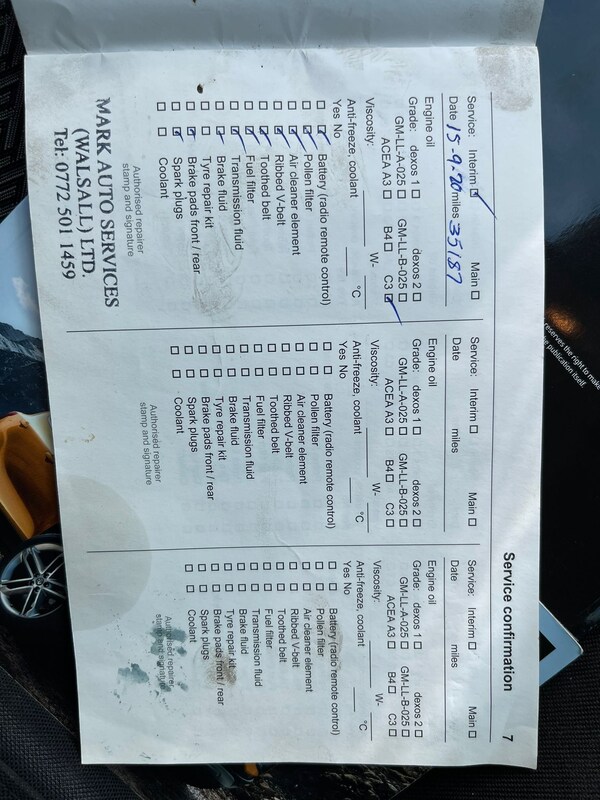 Service confirmation
7
Service: Interim ☑ Main ☐
Date 15-9-20 miles 35187
Engine oil
Grade: dexos 1 ☐ dexos 2 ☐
GM-LL-A-025 ☐ GM-LL-B-025 ☐
ACEA A3 ☐ B4 ☐ C3 ☑
Viscosity: W-
Anti-freeze, coolant °C
Yes No
☐ ☑ Battery (radio remote control)
☐ ☑ Pollen filter
☐ ☑ Air cleaner element
☐ ☑ Ribbed V-belt
☐ ☑ Toothed belt
☐ ☑ Fuel filter
☐ ☑ Transmission fluid
☐ ☑ Brake fluid
☐ ☐ Tyre repair kit
☐ ☑ Brake pads front / rear
☐ ☑ Spark plugs
☐ ☐ Coolant
Authorised repairer
stamp and signature
MARK AUTO SERVICES
(WALSALL) LTD.
Tel: 0772 501 1459
Service: Interim ☐ Main ☐
Date miles
Engine oil
Grade: dexos 1 ☐ dexos 2 ☐
GM-LL-A-025 ☐ GM-LL-B-025 ☐
ACEA A3 ☐ B4 ☐ C3 ☐
Viscosity: W-
Anti-freeze, coolant °C
Yes No
☐ ☐ Battery (radio remote control)
☐ ☐ Pollen filter
☐ ☐ Air cleaner element
☐ ☐ Ribbed V-belt
☐ ☐ Toothed belt
☐ ☐ Fuel filter
☐ ☐ Transmission fluid
☐ ☐ Brake fluid
☐ ☐ Tyre repair kit
☐ ☐ Brake pads front / rear
☐ ☐ Spark plugs
☐ ☐ Coolant
Authorised repairer
stamp and signature
Service: Interim ☐ Main ☐
Date miles
Engine oil
Grade: dexos 1 ☐ dexos 2 ☐
GM-LL-A-025 ☐ GM-LL-B-025 ☐
ACEA A3 ☐ B4 ☐ C3 ☐
Viscosity: W-
Anti-freeze, coolant °C
Yes No
☐ ☐ Battery (radio remote control)
☐ ☐ Pollen filter
☐ ☐ Air cleaner element
☐ ☐ Ribbed V-belt
☐ ☐ Toothed belt
☐ ☐ Fuel filter
☐ ☐ Transmission fluid
☐ ☐ Brake fluid
☐ ☐ Tyre repair kit
☐ ☐ Brake pads front / rear
☐ ☐ Spark plugs
☐ ☐ Coolant
Authorised repairer
stamp and signature
reserves the right to make
publication itself.